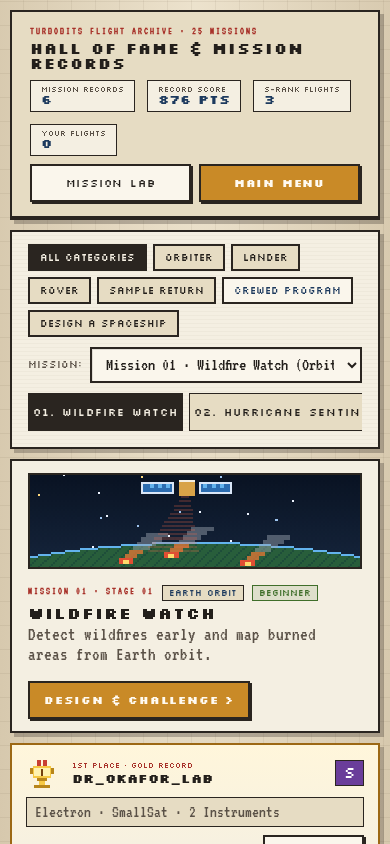 TURBOBITS FLIGHT ARCHIVE · 25 MISSIONS
HALL OF FAME & MISSION
RECORDS
MISSION RECORDS
6
RECORD SCORE
876 PTS
S-RANK FLIGHTS
3
YOUR FLIGHTS
0
MISSION LAB
MAIN MENU
ALL CATEGORIES
ORBITER
LANDER
ROVER
SAMPLE RETURN
CREWED PROGRAM
DESIGN A SPACESHIP
MISSION:
Mission 01 · Wildfire Watch (Orbit
01. WILDFIRE WATCH
02. HURRICANE SENTIN
MISSION 01 · STAGE 01
EARTH ORBIT
BEGINNER
WILDFIRE WATCH
Detect wildfires early and map burned
areas from Earth orbit.
DESIGN & CHALLENGE >
1
1ST PLACE · GOLD RECORD
DR_OKAFOR_LAB
S
Electron · SmallSat · 2 Instruments